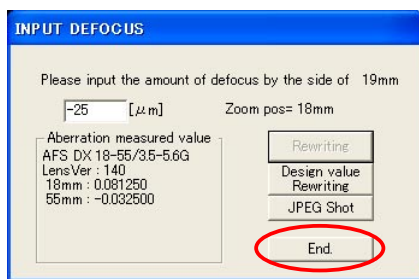 INPUT DEFOCUS
Please input the amount of defocus by the side of 19mm
-25 [μm] Zoom pos= 18mm
Aberration measured value
AFS DX 18-55/3.5-5.6G
LensVer : 140
18mm : 0.081250
55mm : -0.032500
Rewriting
Design value
Rewriting
JPEG Shot
End.